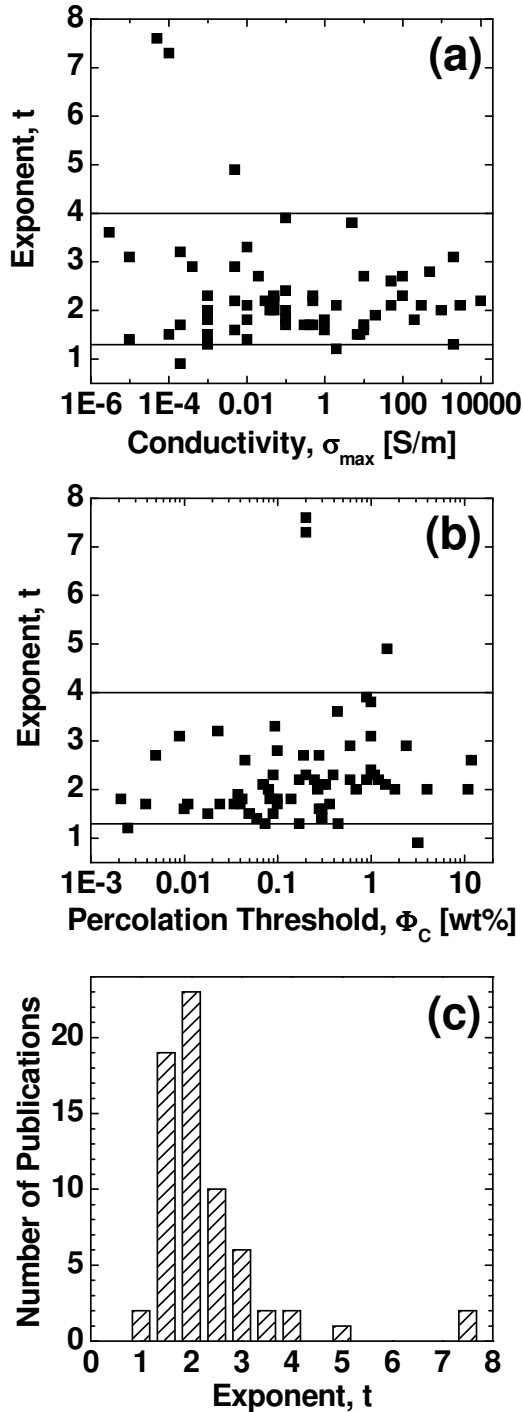 (a)
8
7
6
5
4
3
2
1
Exponent, t
1E-6 1E-4 0.01 1 100 10000
Conductivity, σmax [S/m]
(b)
8
7
6
5
4
3
2
1
Exponent, t
1E-3 0.01 0.1 1 10
Percolation Threshold, ΦC [wt%]
(c)
20
15
10
5
0
Number of Publications
0 1 2 3 4 5 6 7 8
Exponent, t